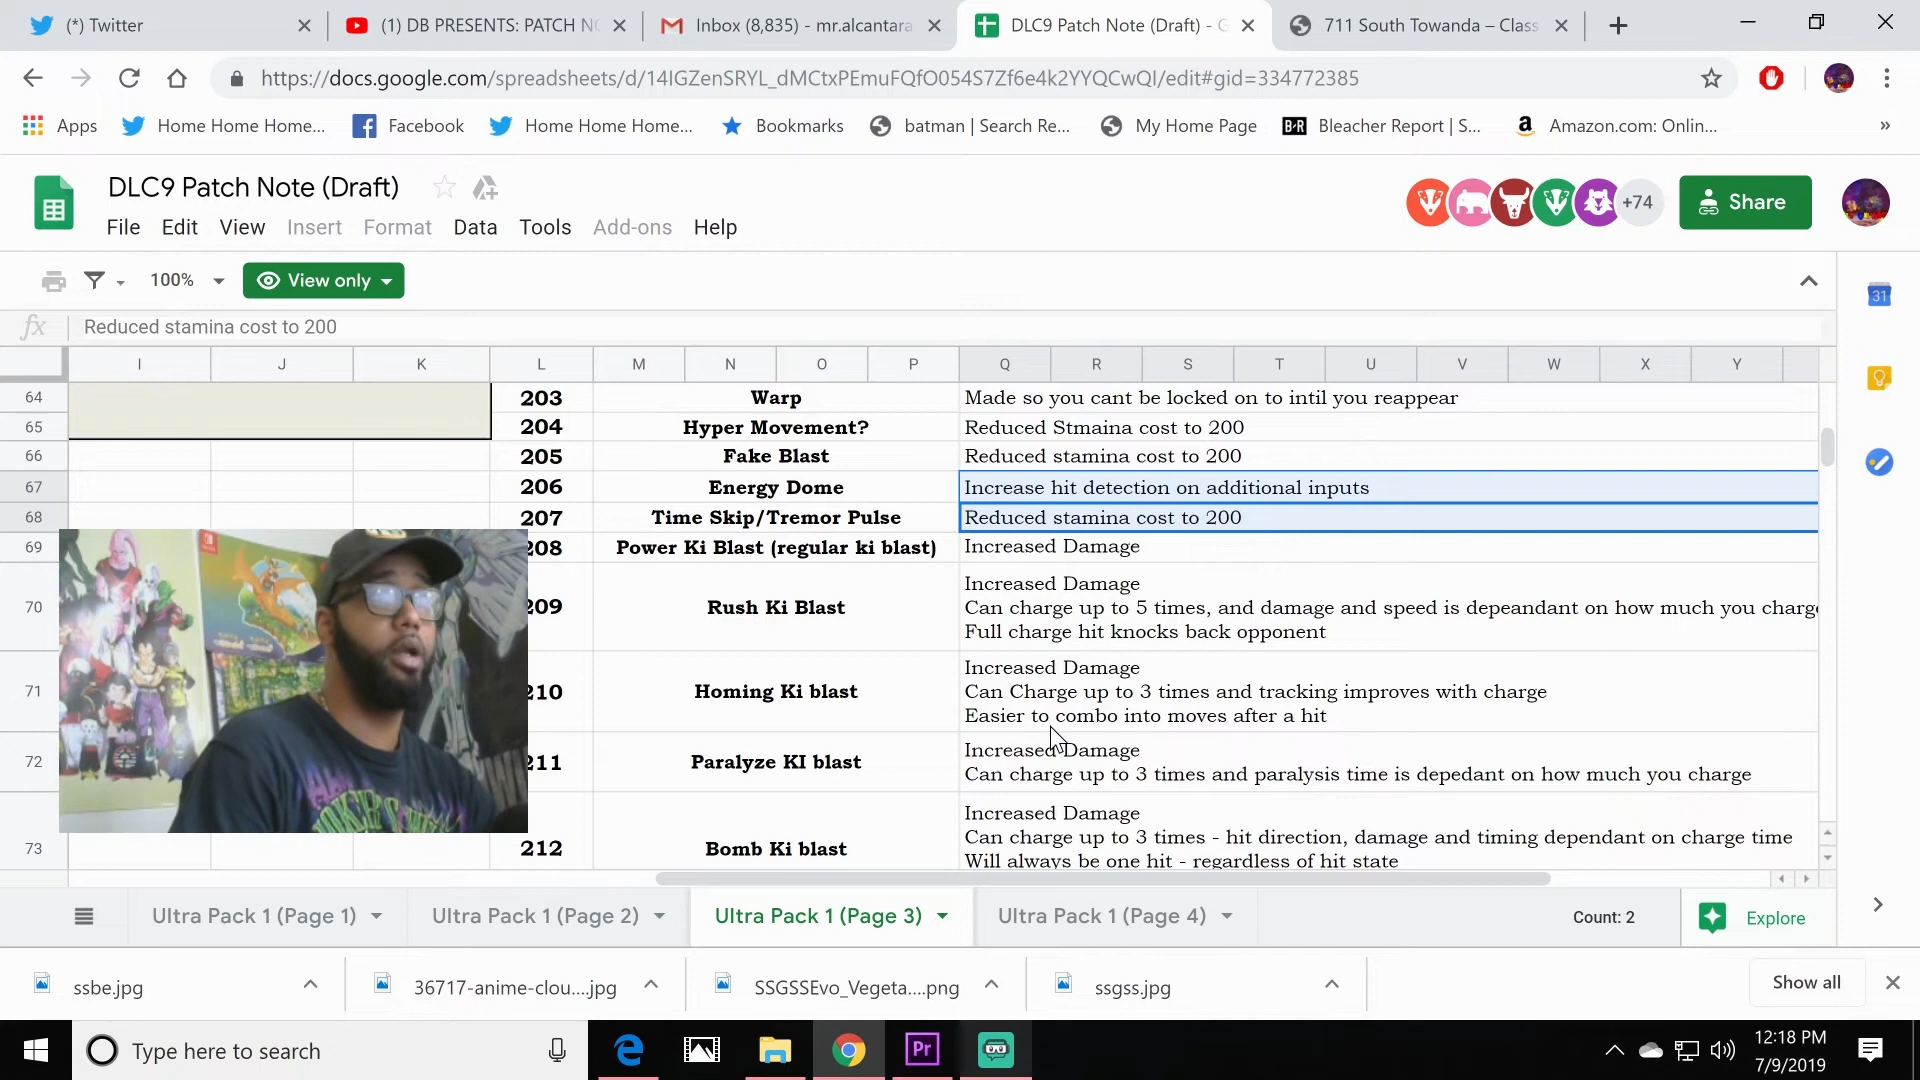 (*) Twitter
(1) DB PRESENTS: PATCH N
Inbox (8,835) - mr.alcantara
DLC9 Patch Note (Draft) - G
711 South Towanda – Class
https://docs.google.com/spreadsheets/d/14IGZenSRYL_dMCtxPEmuFQfO054S7Zf6e4k2YYQCwQI/edit#gid=334772385
Apps
Home Home Home...
Facebook
Home Home Home...
Bookmarks
batman | Search Re...
My Home Page
B/R
Bleacher Report | S...
Amazon.com: Onlin...
»
DLC9 Patch Note (Draft)
+74
Share
File Edit View Insert Format Data Tools Add-ons Help
100%
View only
31
fx Reduced stamina cost to 200
I J K L M N O P Q R S T U V W X Y
64 203 Warp Made so you cant be locked on to intil you reappear
65 204 Hyper Movement? Reduced Stmaina cost to 200
66 205 Fake Blast Reduced stamina cost to 200
67 206 Energy Dome Increase hit detection on additional inputs
68 207 Time Skip/Tremor Pulse Reduced stamina cost to 200
69 208 Power Ki Blast (regular ki blast) Increased Damage
70 209 Rush Ki Blast Increased Damage
Can charge up to 5 times, and damage and speed is depeandant on how much you charge
Full charge hit knocks back opponent
71 210 Homing Ki blast Increased Damage
Can Charge up to 3 times and tracking improves with charge
Easier to combo into moves after a hit
72 211 Paralyze KI blast Increased Damage
Can charge up to 3 times and paralysis time is depedant on how much you charge
73 212 Bomb Ki blast Increased Damage
Can charge up to 3 times - hit direction, damage and timing dependant on charge time
Will always be one hit - regardless of hit state
Ultra Pack 1 (Page 1)
Ultra Pack 1 (Page 2)
Ultra Pack 1 (Page 3)
Ultra Pack 1 (Page 4)
Count: 2
Explore
ssbe.jpg
36717-anime-clou....jpg
SSGSSEvo_Vegeta....png
ssgss.jpg
Show all
Type here to search
Pr
12:18 PM
7/9/2019